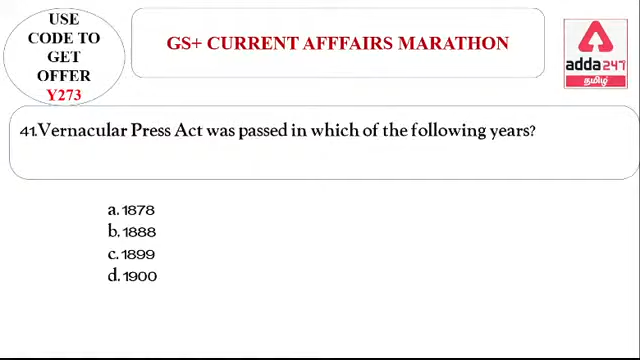 USE
CODE TO
GET
OFFER
Y273
GS+ CURRENT AFFFAIRS MARATHON
adda247
தமிழ்
41.Vernacular Press Act was passed in which of the following years?
a. 1878
b. 1888
c. 1899
d. 1900